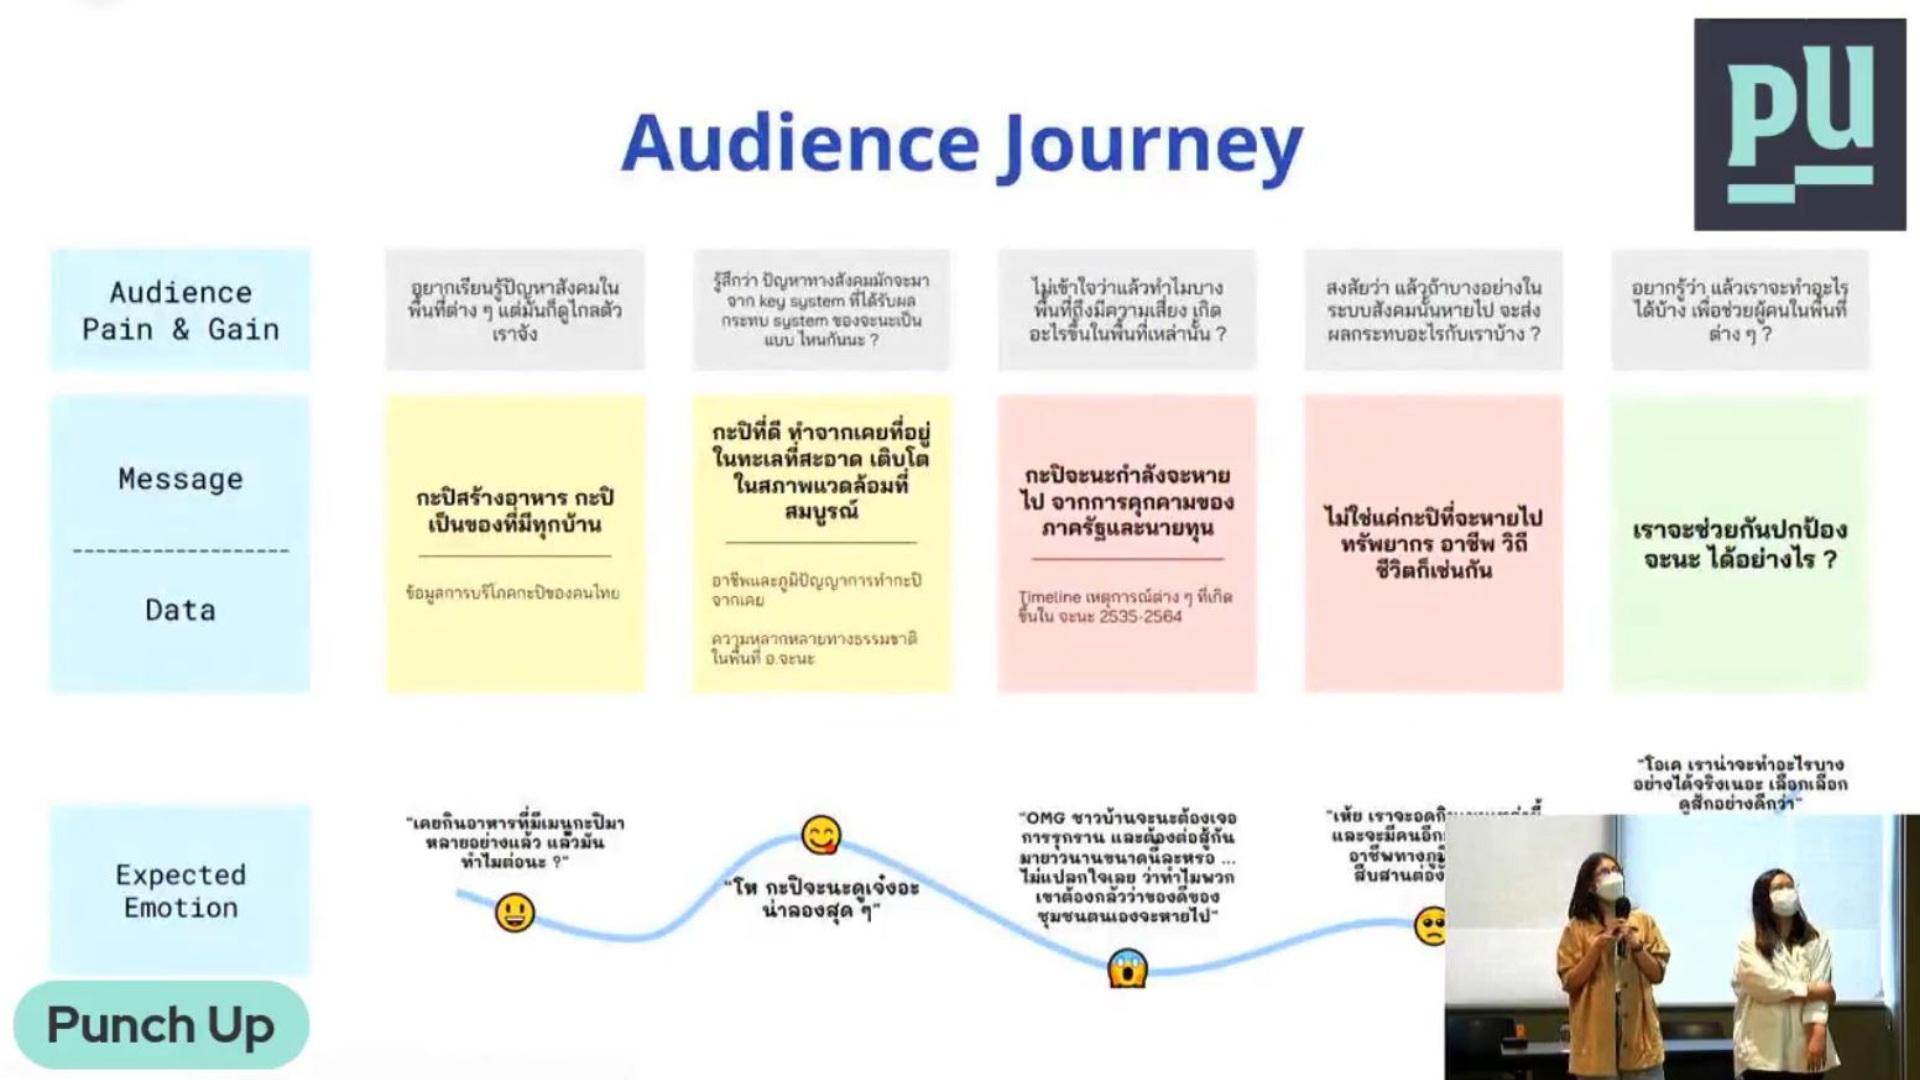 pU
Audience Journey
Audience
Pain & Gain
อยากเรียนรู้ปัญหาสังคมใน
พื้นที่ต่าง ๆ แต่มันก็ดูไกลตัว
เราจัง
รู้สึกว่า ปัญหาทางสังคมมักจะมา
จาก key system ที่ได้รับผล
กระทบ system ของจะนะเป็น
แบบ ไหนกันนะ ?
ไม่เข้าใจว่าแล้วทำไมบาง
พื้นที่ถึงมีความเสี่ยง เกิด
อะไรขึ้นในพื้นที่เหล่านั้น ?
สงสัยว่า แล้วถ้าบางอย่างใน
ระบบสังคมนั้นหายไป จะส่ง
ผลกระทบอะไรกับเราบ้าง ?
อยากรู้ว่า แล้วเราจะทำอะไร
ได้บ้าง เพื่อช่วยผู้คนในพื้นที่
ต่าง ๆ ?
Message
Data
กะปิสร้างอาหาร กะปิ
เป็นของที่มีทุกบ้าน
ข้อมูลการบริโภคกะปิของคนไทย
กะปิที่ดี ทำจากเคยที่อยู่
ในทะเลที่สะอาด เติบโต
ในสภาพแวดล้อมที่
สมบูรณ์
อาชีพและภูมิปัญญาการทำกะปิ
จากเคย
ความหลากหลายทางธรรมชาติ
ในพื้นที่ อ.จะนะ
กะปิจะนะกำลังจะหาย
ไป จากการคุกคามของ
ภาครัฐและนายทุน
Timeline เหตุการณ์ต่าง ๆ ที่เกิด
ขึ้นใน จะนะ 2535-2564
ไม่ใช่แค่กะปิที่จะหายไป
ทรัพยากร อาชีพ วิถี
ชีวิตก็เช่นกัน
เราจะช่วยกันปกป้อง
จะนะ ได้อย่างไร ?
Expected
Emotion
"เคยกินอาหารที่มีเมนูกะปิมา
หลายอย่างแล้ว แล้วมัน
ทำไมต่อนะ ?"
"โห กะปิจะนะดูเจ๋งอะ
น่าลองสุด ๆ"
"OMG ชาวบ้านจะนะต้องเจอ
การรุกราน และต้องต่อสู้กัน
มายาวนานขนาดนี้ละหรอ ...
ไม่แปลกใจเลย ว่าทำไมพวก
เขาต้องกลัวว่าของดีของ
ชุมชนตนเองจะหายไป"
"เห้ย เราจะอด
และจะมีคนอีก
อาชีพทาง
สืบสานต่อ
"โอเค เราน่าจะทำอะไรบาง
อย่างได้จริงเนอะ เลือกเลือก
ดูสักอย่างดีกว่า"
Punch Up